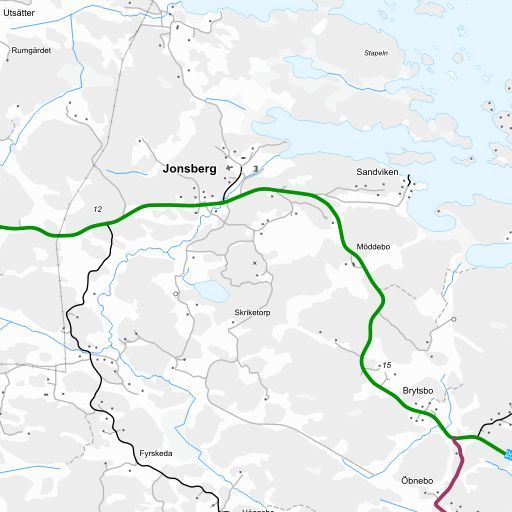 Utsätter
Rumgärdet
Stapeln
Jonsberg
Sandviken
12
Möddebo
Skriketorp
15
Brytsbo
Fyrskeda
Öbnebo